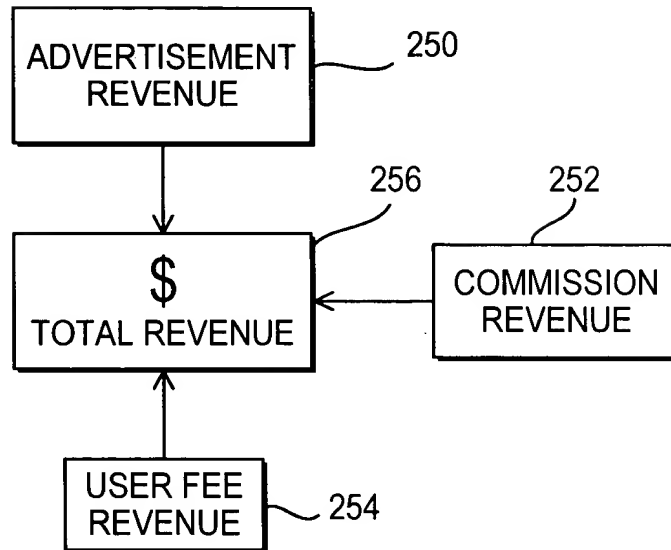 ADVERTISEMENT
REVENUE
250
256
252
$
TOTAL REVENUE
COMMISSION
REVENUE
USER FEE
REVENUE
254